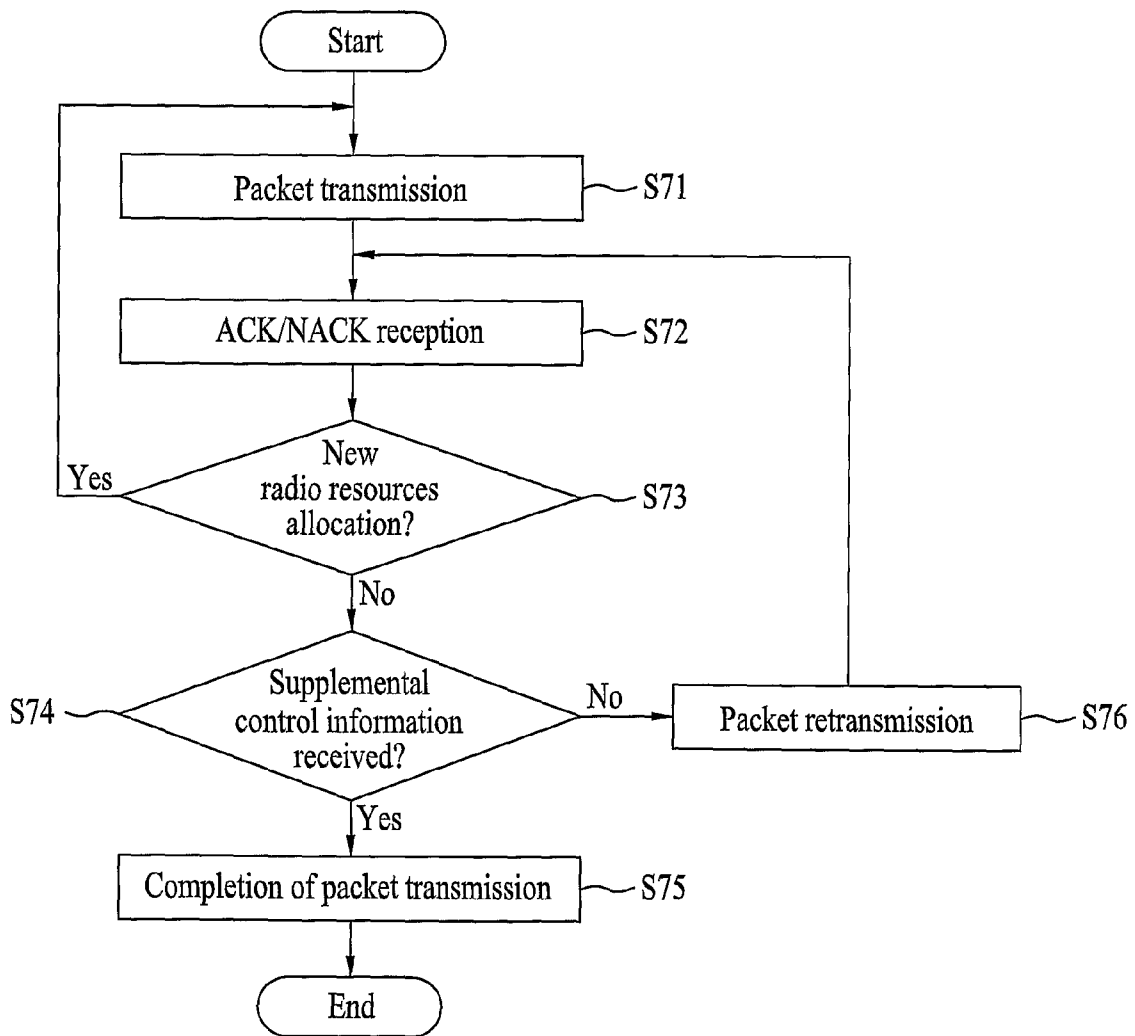 Start
Packet transmission
S71
ACK/NACK reception
S72
New
radio resources
allocation?
Yes
S73
No
S74
Supplemental
control information
received?
No
Packet retransmission
S76
Yes
Completion of packet transmission
S75
End